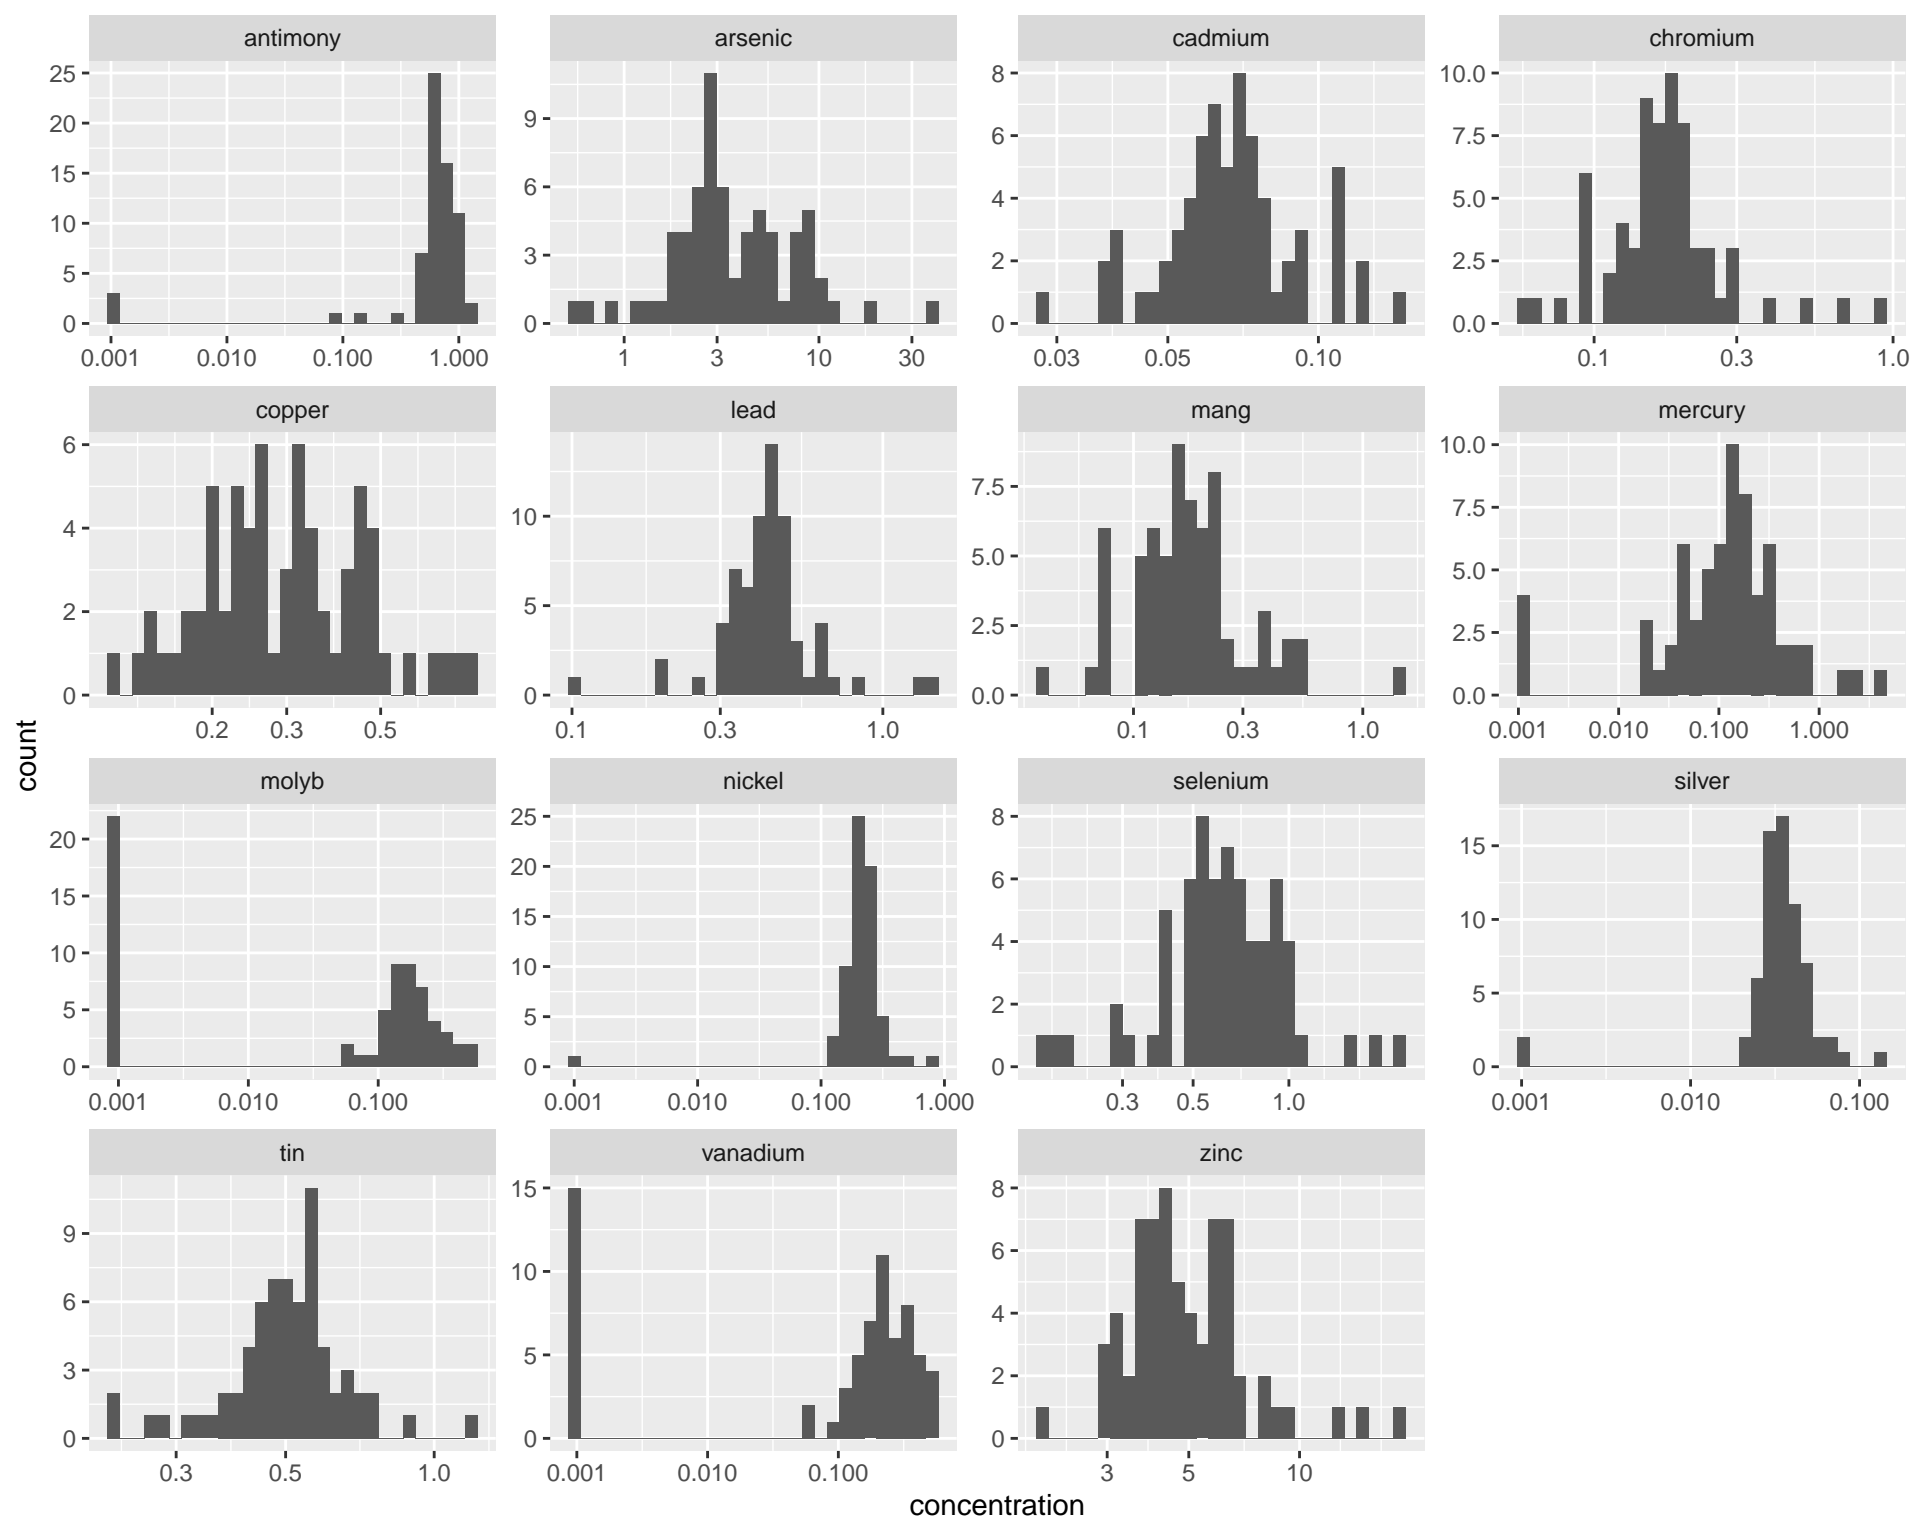 antimony arsenic cadmium chromium
25 20 15 10 5 0
9 6 3 0
8 6 4 2 0
10.0 7.5 5.0 2.5 0.0
0.001 0.010 0.100 1.000
1 3 10 30
0.03 0.05 0.10
0.1 0.3 1.0
copper lead mang mercury
6 4 2 0
10 5 0
7.5 5.0 2.5 0.0
10.0 7.5 5.0 2.5 0.0
0.2 0.3 0.5
0.1 0.3 1.0
0.1 0.3 1.0
0.001 0.010 0.100 1.000
count
molyb nickel selenium silver
20 15 10 5 0
25 20 15 10 5 0
8 6 4 2 0
15 10 5 0
0.001 0.010 0.100
0.001 0.010 0.100 1.000
0.3 0.5 1.0
0.001 0.010 0.100
tin vanadium zinc
9 6 3 0
15 10 5 0
8 6 4 2 0
0.3 0.5 1.0
0.001 0.010 0.100
3 5 10
concentration